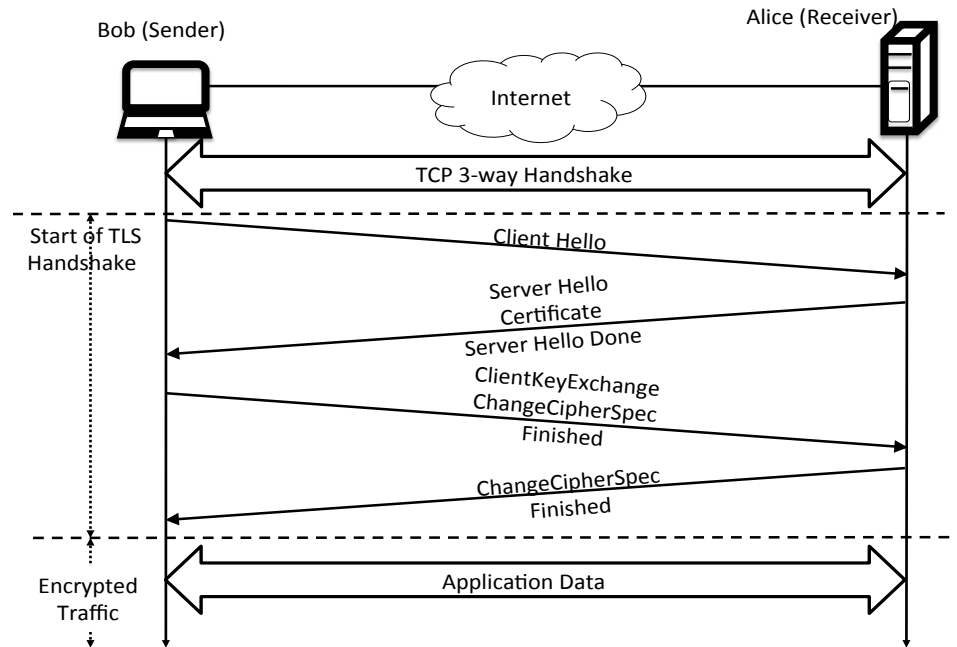 Bob (Sender)
Alice (Receiver)
Internet
TCP 3-way Handshake
Start of TLS
Handshake
Client Hello
Server Hello
Certificate
Server Hello Done
ClientKeyExchange
ChangeCipherSpec
Finished
ChangeCipherSpec
Finished
Encrypted
Traffic
Application Data